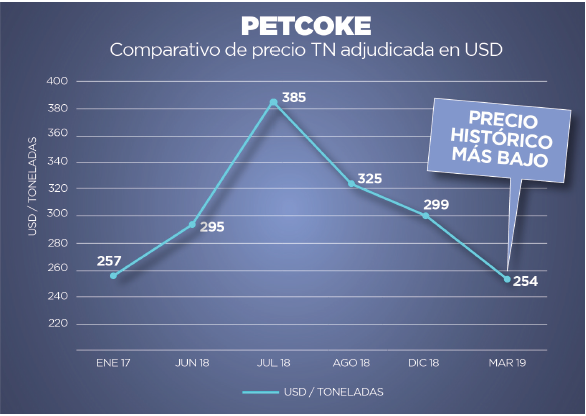 PETCOKE
Comparativo de precio TN adjudicada en USD
USD / TONELADAS
400
380
360
340
320
300
280
260
240
220
257
295
385
325
299
254
PRECIO
HISTÓRICO
MÁS BAJO
ENE 17
JUN 18
JUL 18
AGO 18
DIC 18
MAR 19
USD / TONELADAS